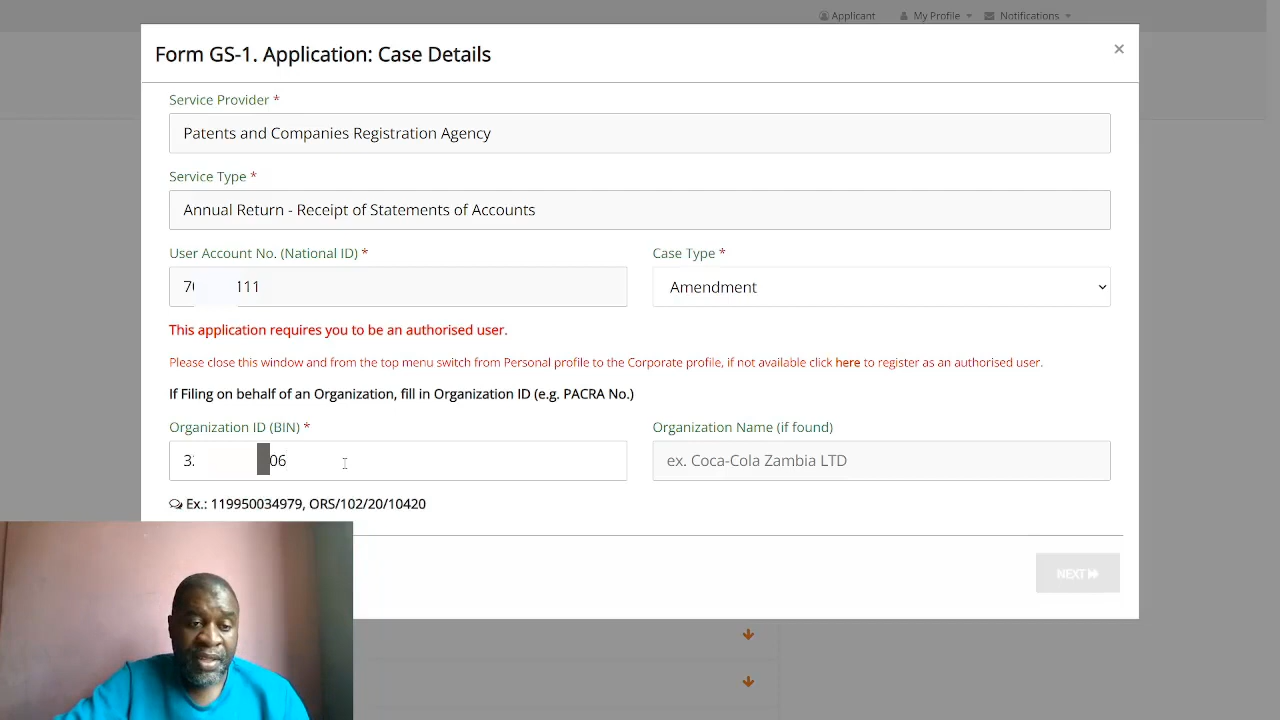 Applicant My Profile Notifications
Form GS-1. Application: Case Details
×
Service Provider *
Patents and Companies Registration Agency
Service Type *
Annual Return - Receipt of Statements of Accounts
User Account No. (National ID) * Case Type *
111 Amendment
This application requires you to be an authorised user.
Please close this window and from the top menu switch from Personal profile to the Corporate profile, if not available click here to register as an authorised user.
If Filing on behalf of an Organization, fill in Organization ID (e.g. PACRA No.)
Organization ID (BIN) * Organization Name (if found)
06 ex. Coca-Cola Zambia LTD
Ex.: 119950034979, ORS/102/20/10420
NEXT